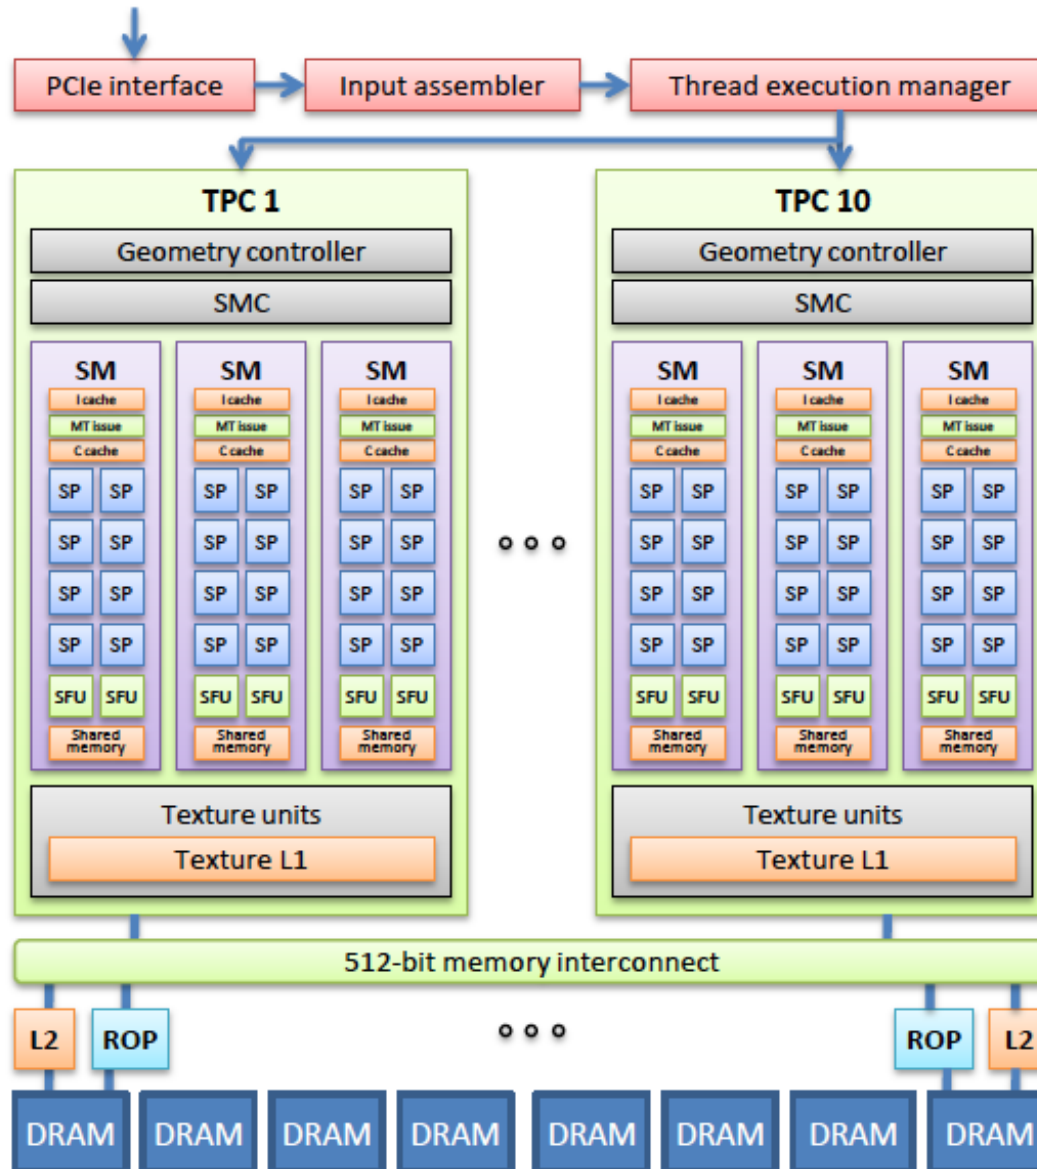 PCIe interface
Input assembler
Thread execution manager
TPC 1
Geometry controller
SMC
SM
I cache
MT issue
C cache
SP SP
SP SP
SP SP
SP SP
SFU SFU
Shared
memory
SM
I cache
MT issue
C cache
SP SP
SP SP
SP SP
SP SP
SFU SFU
Shared
memory
SM
I cache
MT issue
C cache
SP SP
SP SP
SP SP
SP SP
SFU SFU
Shared
memory
Texture units
Texture L1
TPC 10
Geometry controller
SMC
SM
I cache
MT issue
C cache
SP SP
SP SP
SP SP
SP SP
SFU SFU
Shared
memory
SM
I cache
MT issue
C cache
SP SP
SP SP
SP SP
SP SP
SFU SFU
Shared
memory
SM
I cache
MT issue
C cache
SP SP
SP SP
SP SP
SP SP
SFU SFU
Shared
memory
Texture units
Texture L1
512-bit memory interconnect
L2
ROP
ROP
L2
DRAM
DRAM
DRAM
DRAM
DRAM
DRAM
DRAM
DRAM